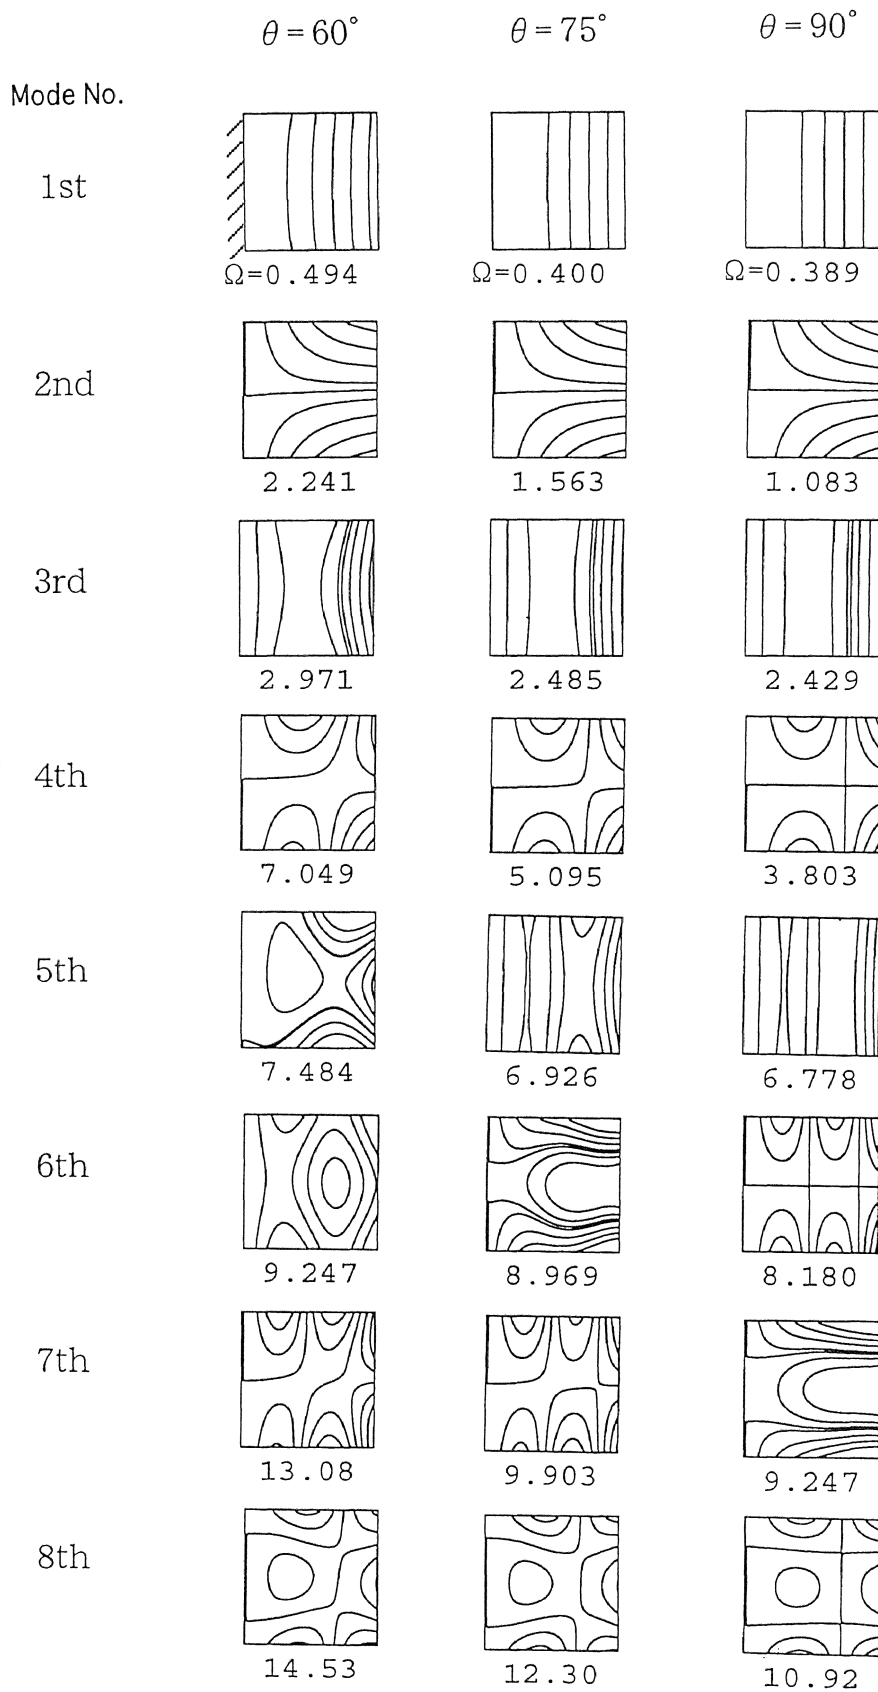 θ = 60° θ = 75° θ = 90°
Mode No.
1st
Ω=0.494 Ω=0.400 Ω=0.389
2nd
2.241 1.563 1.083
3rd
2.971 2.485 2.429
4th
7.049 5.095 3.803
5th
7.484 6.926 6.778
6th
9.247 8.969 8.180
7th
13.08 9.903 9.247
8th
14.53 12.30 10.92